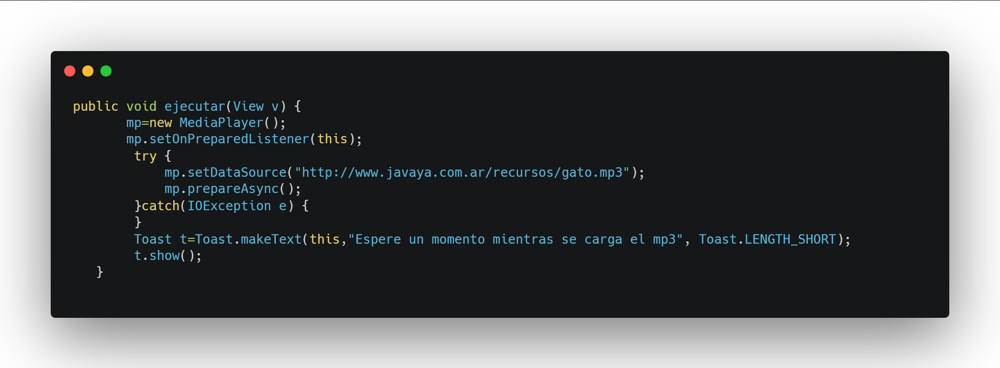 public void ejecutar(View v) {
       mp=new MediaPlayer();
       mp.setOnPreparedListener(this);
        try {
            mp.setDataSource("http://www.javaya.com.ar/recursos/gato.mp3");
            mp.prepareAsync();
        }catch(IOException e) {
        }
        Toast t=Toast.makeText(this,"Espere un momento mientras se carga el mp3", Toast.LENGTH_SHORT);
        t.show();
   }